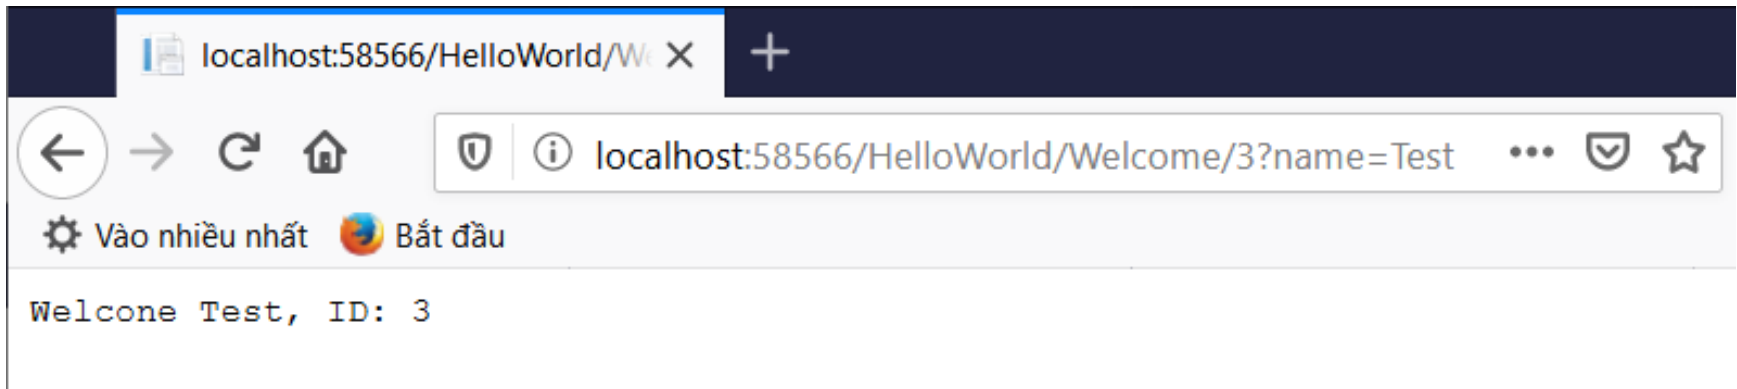 localhost:58566/HelloWorld/We
localhost:58566/HelloWorld/Welcome/3?name=Test
Vào nhiều nhất Bắt đầu
Welcone Test, ID: 3